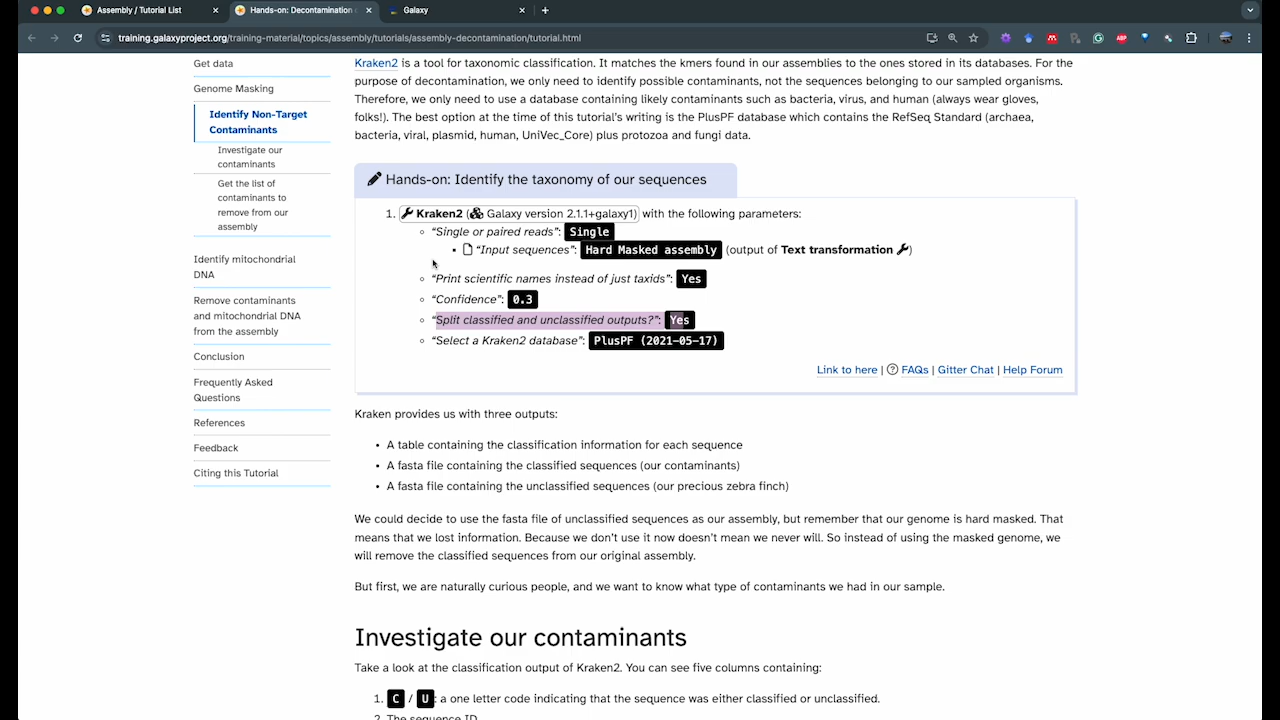 Assembly / Tutorial List
Hands-on: Decontamination
Galaxy
training.galaxyproject.org/training-material/topics/assembly/tutorials/assembly-decontamination/tutorial.html
Get data
Genome Masking
Identify Non-Target
Contaminants
Investigate our
contaminants
Get the list of
contaminants to
remove from our
assembly
Identify mitochondrial
DNA
Remove contaminants
and mitochondrial DNA
from the assembly
Conclusion
Frequently Asked
Questions
References
Feedback
Citing this Tutorial
Kraken2 is a tool for taxonomic classification. It matches the kmers found in our assemblies to the ones stored in its databases. For the
purpose of decontamination, we only need to identify possible contaminants, not the sequences belonging to our sampled organisms.
Therefore, we only need to use a database containing likely contaminants such as bacteria, virus, and human (always wear gloves,
folks!). The best option at the time of this tutorial's writing is the PlusPF database which contains the RefSeq Standard (archaea,
bacteria, viral, plasmid, human, UniVec_Core) plus protozoa and fungi data.
Hands-on: Identify the taxonomy of our sequences
1. Kraken2 ( Galaxy version 2.1.1+galaxy1) with the following parameters:
"Single or paired reads": Single
"Input sequences": Hard Masked assembly (output of Text transformation )
"Print scientific names instead of just taxids": Yes
"Confidence": 0.3
"Split classified and unclassified outputs?": Yes
"Select a Kraken2 database": PlusPF (2021-05-17)
Link to here | FAQs | Gitter Chat | Help Forum
Kraken provides us with three outputs:
• A table containing the classification information for each sequence
• A fasta file containing the classified sequences (our contaminants)
• A fasta file containing the unclassified sequences (our precious zebra finch)
We could decide to use the fasta file of unclassified sequences as our assembly, but remember that our genome is hard masked. That
means that we lost information. Because we don't use it now doesn't mean we never will. So instead of using the masked genome, we
will remove the classified sequences from our original assembly.
But first, we are naturally curious people, and we want to know what type of contaminants we had in our sample.
Investigate our contaminants
Take a look at the classification output of Kraken2. You can see five columns containing:
1. C / U: a one letter code indicating that the sequence was either classified or unclassified.
2. The sequence ID